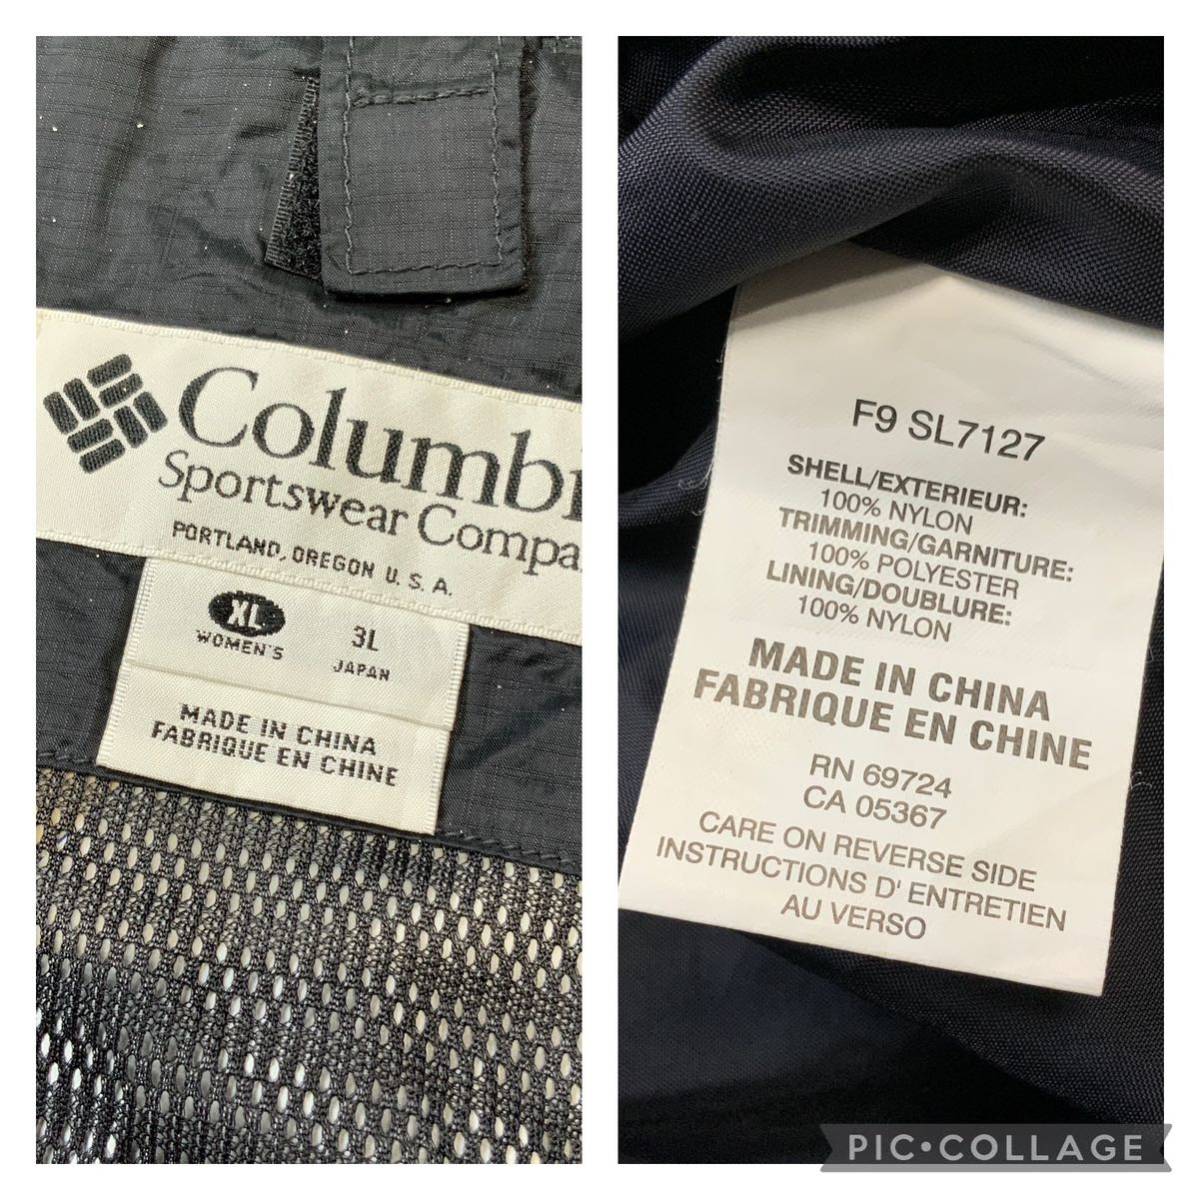 Columbi
Sportswear Compa
PORTLAND, OREGON U.S.A.
XL
WOMEN'S
3L
JAPAN
MADE IN CHINA
FABRIQUE EN CHINE
F9 SL7127
SHELL/EXTERIEUR:
100% NYLON
TRIMMING/GARNITURE:
100% POLYESTER
LINING/DOUBLURE:
100% NYLON
MADE IN CHINA
FABRIQUE EN CHINE
RN 69724
CA 05367
CARE ON REVERSE SIDE
INSTRUCTIONS D' ENTRETIEN
AU VERSO
PIC•COLLAGE